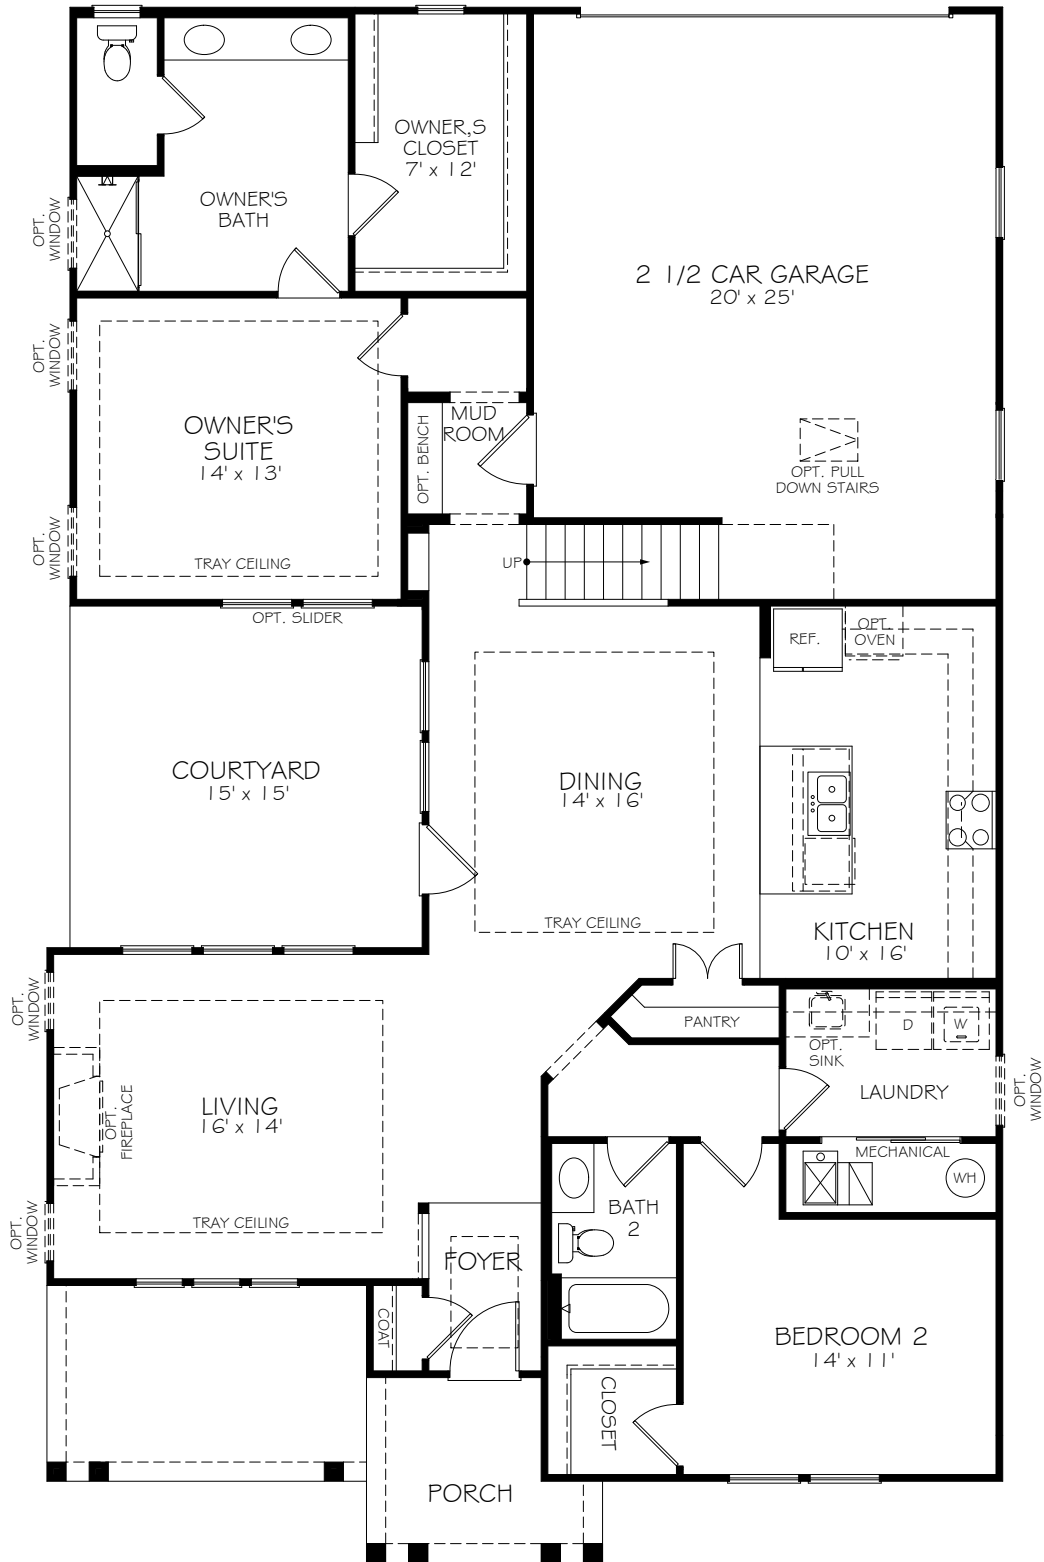 OWNER,S
CLOSET
7' x 12'
OWNER'S
BATH
OPT.
WINDOW
2 1/2 CAR GARAGE
20' x 25'
OPT.
WINDOW
OWNER'S
SUITE
14' x 13'
MUD
ROOM
OPT. BENCH
OPT. PULL
DOWN STAIRS
OPT.
WINDOW
TRAY CEILING
UP
OPT. SLIDER
REF.
OPT.
OVEN
COURTYARD
15' x 15'
DINING
14' x 16'
TRAY CEILING
KITCHEN
10' x 16'
OPT.
WINDOW
PANTRY
D
W
OPT.
SINK
LAUNDRY
OPT.
WINDOW
LIVING
16' x 14'
OPT.
FIREPLACE
MECHANICAL
WH
BATH
2
TRAY CEILING
OPT.
WINDOW
FOYER
COAT
BEDROOM 2
14' x 11'
CLOSET
PORCH